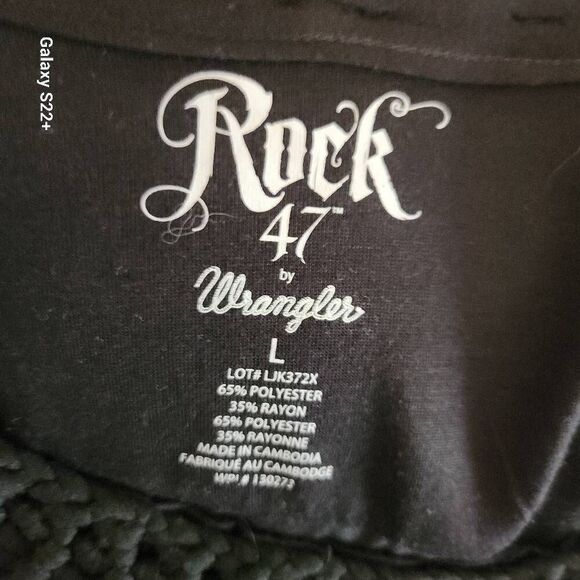 Galaxy S22+
Rock
47™
by
Wrangler
L
LOT# LJK372X
65% POLYESTER
35% RAYON
65% POLYESTER
35% RAYONNE
MADE IN CAMBODIA
FABRIQUÉ AU CAMBODGE
WPL# 130273